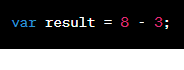 var result = 8 - 3;